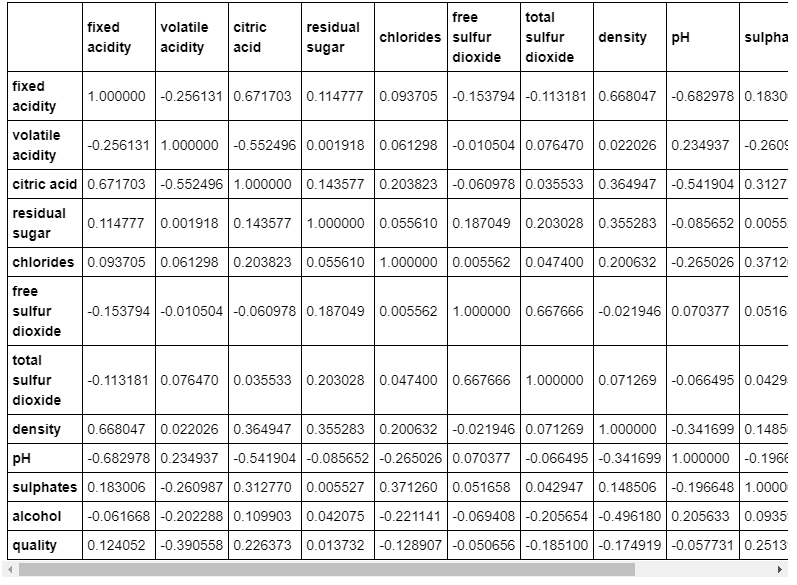 fixed acidity volatile acidity citric acid residual sugar chlorides free sulfur dioxide total sulfur dioxide density pH sulpha
fixed acidity 1.000000 -0.256131 0.671703 0.114777 0.093705 -0.153794 -0.113181 0.668047 -0.682978 0.1830
volatile acidity -0.256131 1.000000 -0.552496 0.001918 0.061298 -0.010504 0.076470 0.022026 0.234937 -0.2609
citric acid 0.671703 -0.552496 1.000000 0.143577 0.203823 -0.060978 0.035533 0.364947 -0.541904 0.3127
residual sugar 0.114777 0.001918 0.143577 1.000000 0.055610 0.187049 0.203028 0.355283 -0.085652 0.0055
chlorides 0.093705 0.061298 0.203823 0.055610 1.000000 0.005562 0.047400 0.200632 -0.265026 0.3712
free sulfur dioxide -0.153794 -0.010504 -0.060978 0.187049 0.005562 1.000000 0.667666 -0.021946 0.070377 0.0516
total sulfur dioxide -0.113181 0.076470 0.035533 0.203028 0.047400 0.667666 1.000000 0.071269 -0.066495 0.0429
density 0.668047 0.022026 0.364947 0.355283 0.200632 -0.021946 0.071269 1.000000 -0.341699 0.1485
pH -0.682978 0.234937 -0.541904 -0.085652 -0.265026 0.070377 -0.066495 -0.341699 1.000000 -0.1966
sulphates 0.183006 -0.260987 0.312770 0.005527 0.371260 0.051658 0.042947 0.148506 -0.196648 1.0000
alcohol -0.061668 -0.202288 0.109903 0.042075 -0.221141 -0.069408 -0.205654 -0.496180 0.205633 0.0935
quality 0.124052 -0.390558 0.226373 0.013732 -0.128907 -0.050656 -0.185100 -0.174919 -0.057731 0.2513